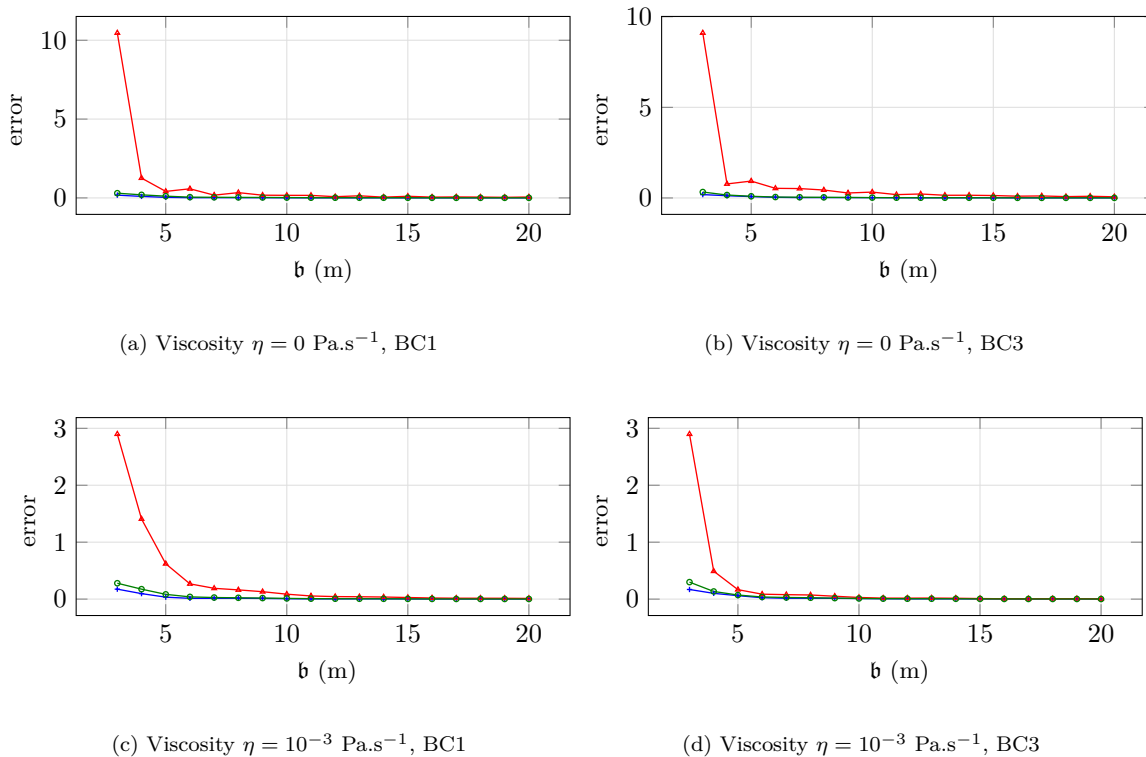 10
5
0
error
5
10
15
20
𝔟 (m)
(a) Viscosity η = 0 Pa.s⁻¹, BC1
10
5
0
error
5
10
15
20
𝔟 (m)
(b) Viscosity η = 0 Pa.s⁻¹, BC3
3
2
1
0
error
5
10
15
20
𝔟 (m)
(c) Viscosity η = 10⁻³ Pa.s⁻¹, BC1
3
2
1
0
error
5
10
15
20
𝔟 (m)
(d) Viscosity η = 10⁻³ Pa.s⁻¹, BC3